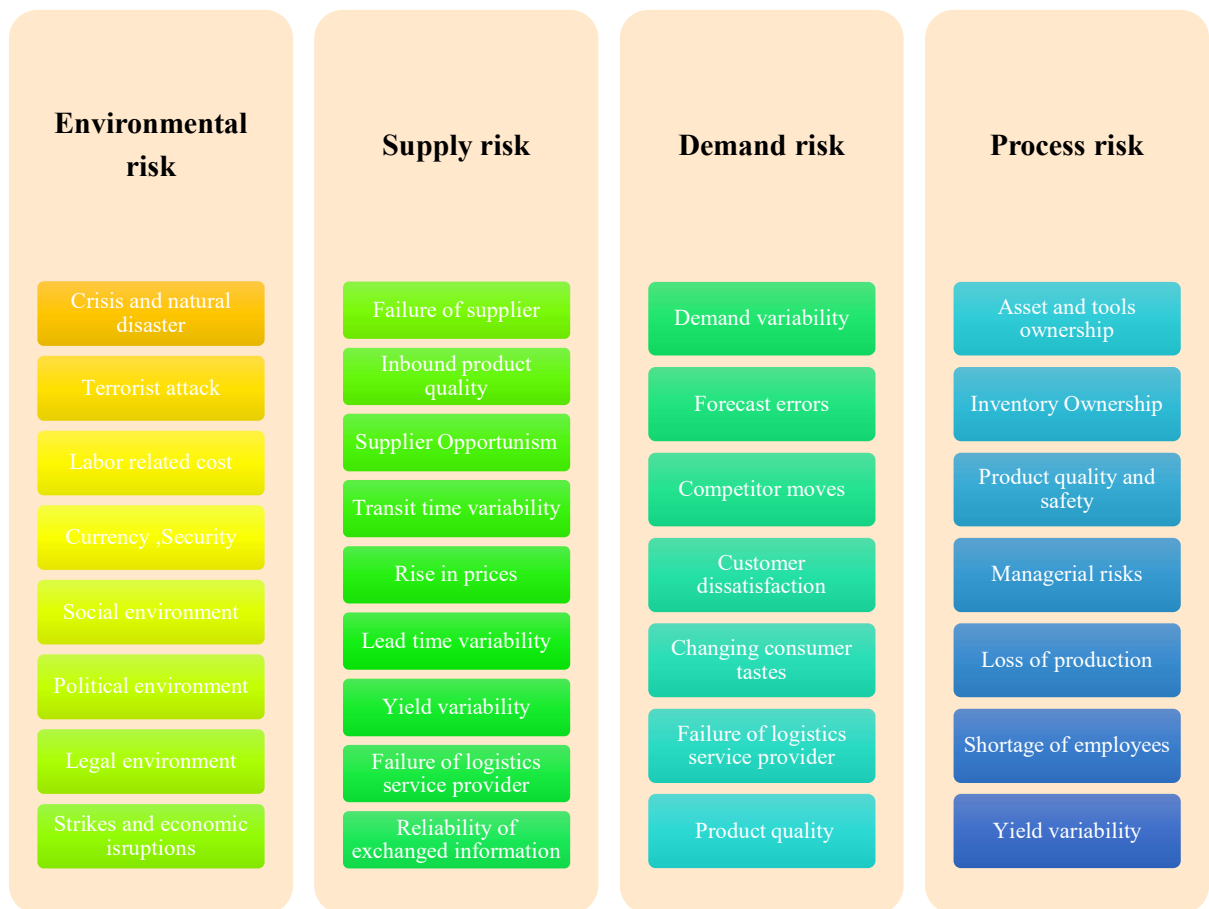 Environmental
risk
Crisis and natural
disaster
Terrorist attack
Labor related cost
Currency ,Security
Social environment
Political environment
Legal environment
Strikes and economic
isruptions
Supply risk
Failure of supplier
Inbound product
quality
Supplier Opportunism
Transit time variability
Rise in prices
Lead time variability
Yield variability
Failure of logistics
service provider
Reliability of
exchanged information
Demand risk
Demand variability
Forecast errors
Competitor moves
Customer
dissatisfaction
Changing consumer
tastes
Failure of logistics
service provider
Product quality
Process risk
Asset and tools
ownership
Inventory Ownership
Product quality and
safety
Managerial risks
Loss of production
Shortage of employees
Yield variability